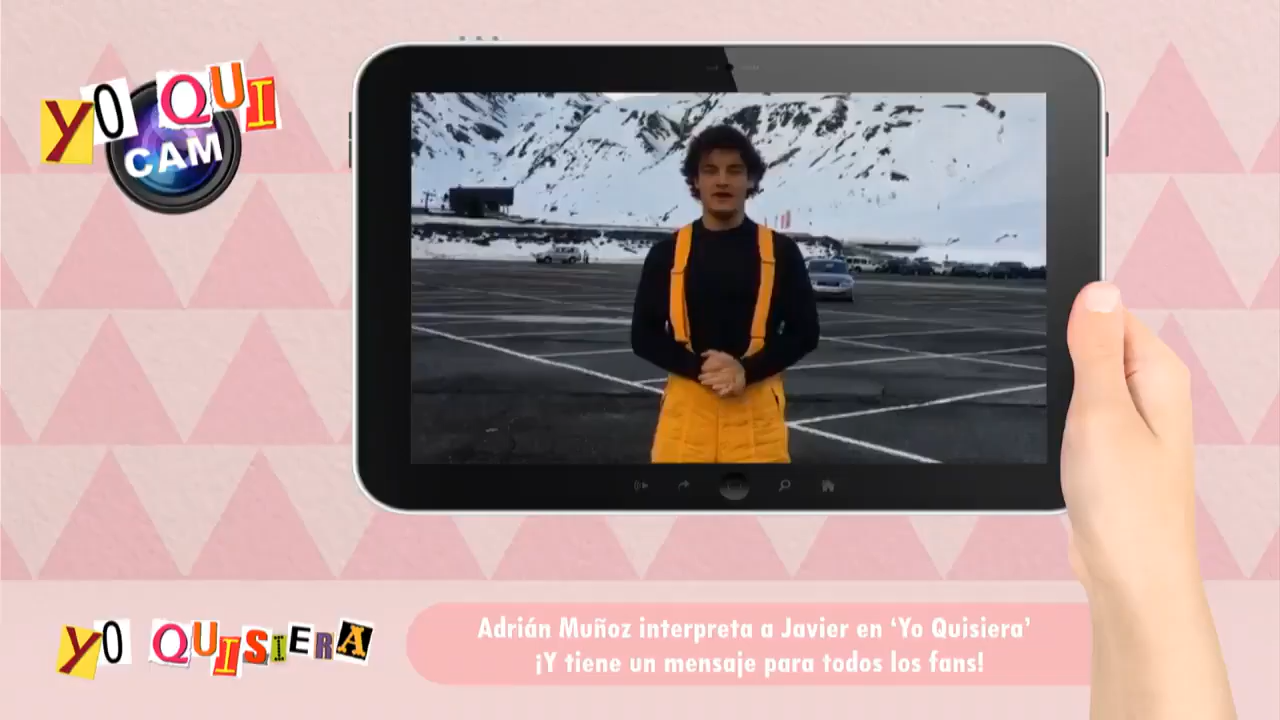 YO QUI
CAM
YO QUISIERA
Adrián Muñoz interpreta a Javier en ‘Yo Quisiera’
¡Y tiene un mensaje para todos los fans!